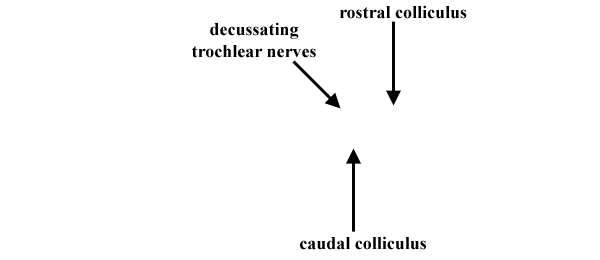 rostral colliculus
decussating
trochlear nerves
caudal colliculus